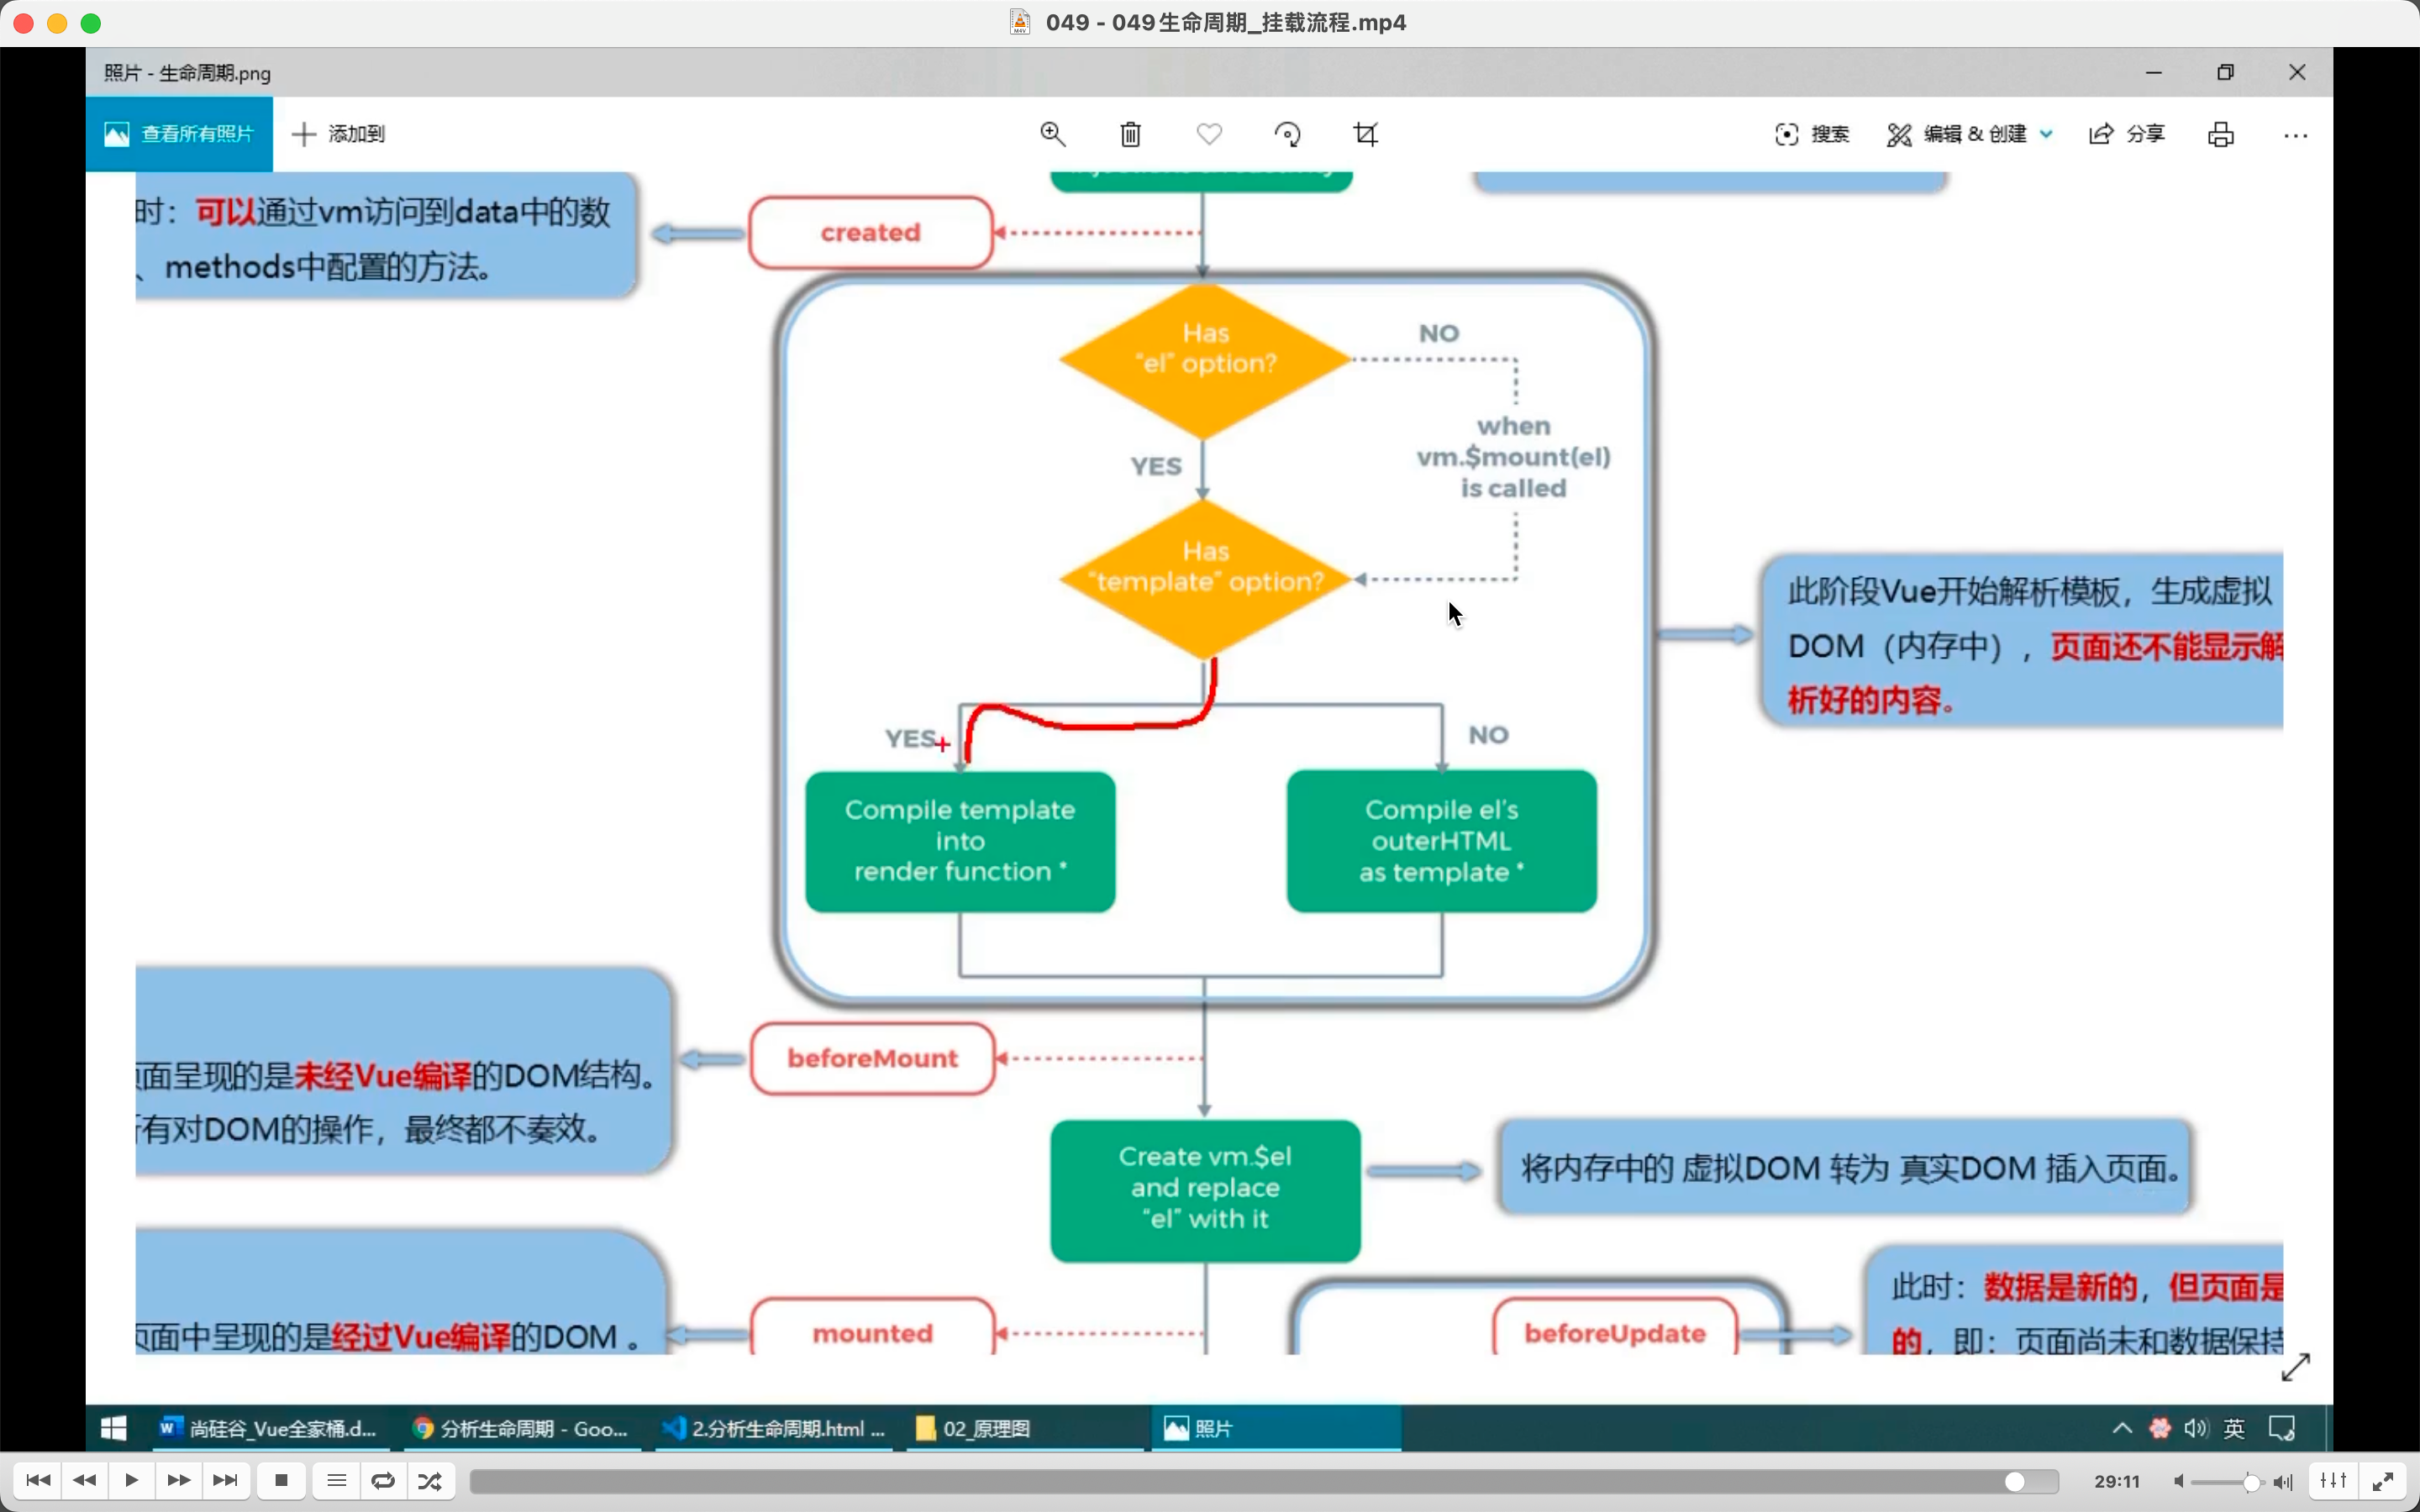 049 - 049生命周期_挂载流程.mp4
照片 - 生命周期.png
查看所有照片
添加到
搜索
编辑 & 创建
分享
时：可以通过vm访问到data中的数
、methods中配置的方法。
created
Has
“el” option?
NO
when
vm.$mount(el)
is called
YES
Has
“template” option?
此阶段Vue开始解析模板，生成虚拟
DOM（内存中），页面还不能显示解
析好的内容。
YES
NO
Compile template
into
render function *
Compile el’s
outerHTML
as template *
页面呈现的是未经Vue编译的DOM结构。
所有对DOM的操作，最终都不奏效。
beforeMount
Create vm.$el
and replace
“el” with it
将内存中的 虚拟DOM 转为 真实DOM 插入页面。
页面中呈现的是经过Vue编译的DOM 。
mounted
beforeUpdate
此时：数据是新的，但页面是
的，即：页面尚未和数据保持
尚硅谷_Vue全家桶.d...
分析生命周期 - Goo...
2.分析生命周期.html ...
02_原理图
照片
英
29:11